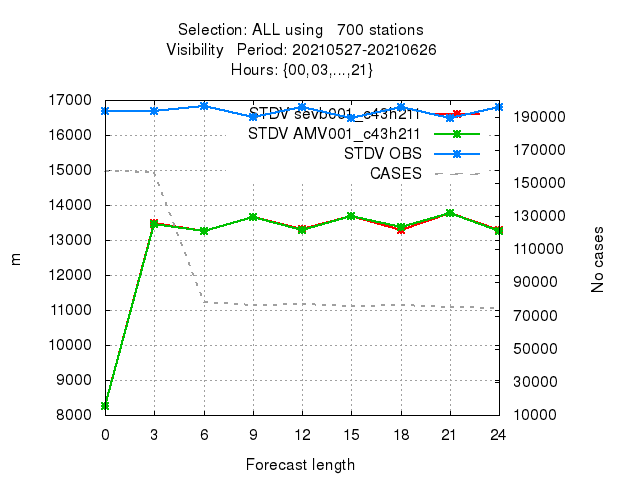 Selection: ALL using 700 stations
Visibility Period: 20210527-20210626
Hours: {00,03,...,21}
17000
16000
15000
14000
13000
12000
11000
10000
9000
8000
m
STDV sevb001_c43h211
STDV AMV001_c43h211
STDV OBS
CASES
190000
170000
150000
130000
110000
90000
70000
50000
30000
10000
No cases
0 3 6 9 12 15 18 21 24
Forecast length